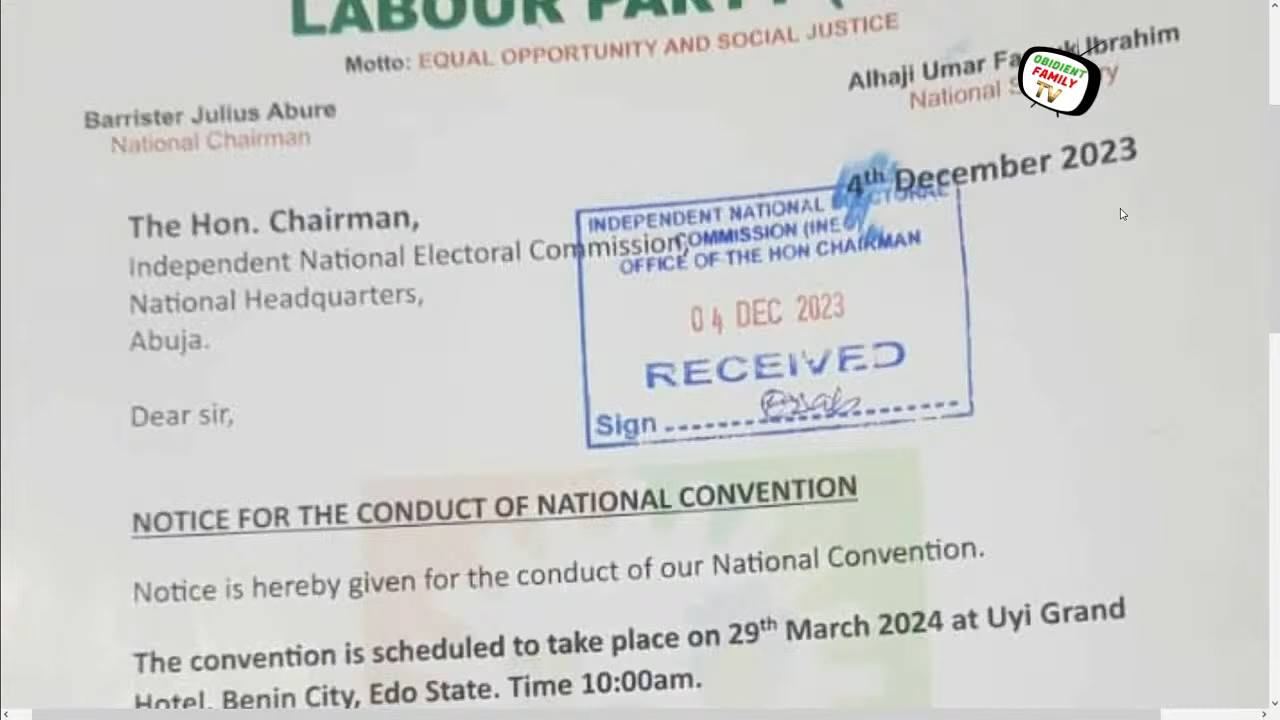 LABOUR PARTY (
Motto: EQUAL OPPORTUNITY AND SOCIAL JUSTICE
Barrister Julius Abure
National Chairman
Alhaji Umar Ibrahim
National
OBIDIENT
FAMILY
TV
4th December 2023
The Hon. Chairman,
Independent National Electoral Commission,
National Headquarters,
Abuja.
INDEPENDENT NATIONAL ELECTORAL
COMMISSION (INE
OFFICE OF THE HON CHAIRMAN
04 DEC 2023
RECEIVED
Sign
Dear sir,
NOTICE FOR THE CONDUCT OF NATIONAL CONVENTION
Notice is hereby given for the conduct of our National Convention.
The convention is scheduled to take place on 29th March 2024 at Uyi Grand
Hotel, Benin City, Edo State. Time 10:00am.